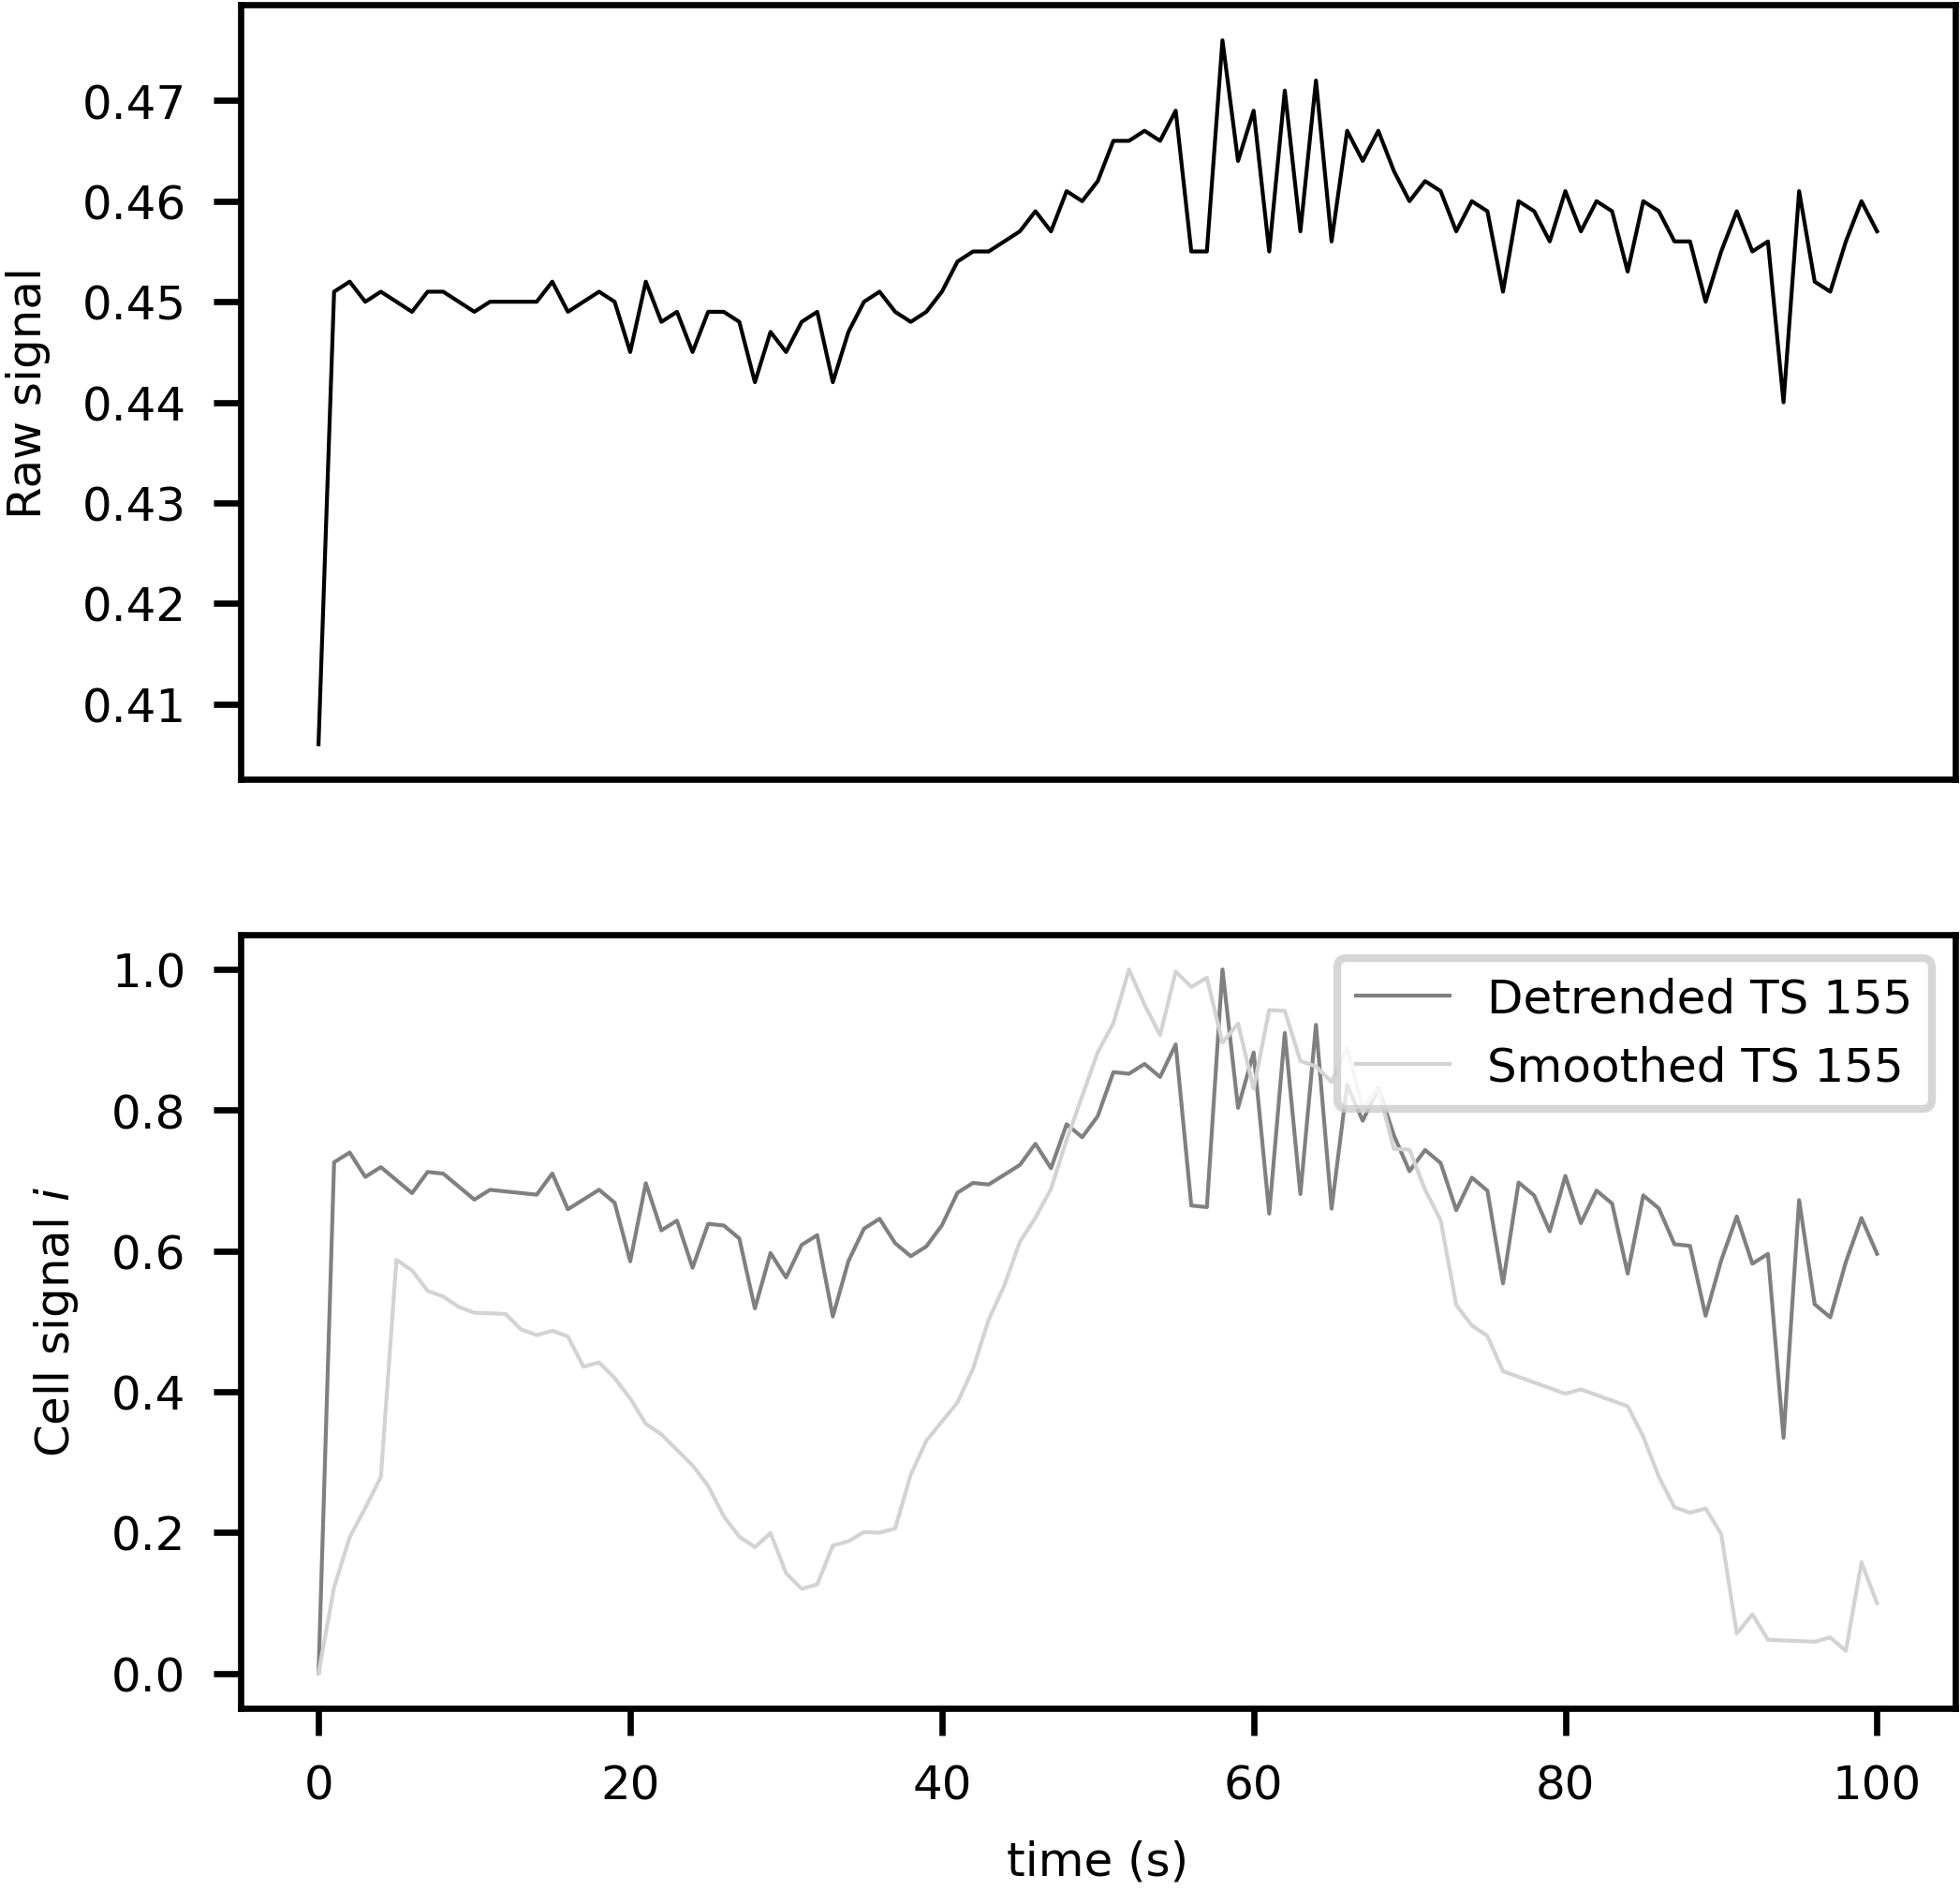 Raw signal
0.47
0.46
0.45
0.44
0.43
0.42
0.41
Cell signal i
1.0
0.8
0.6
0.4
0.2
0.0
Detrended TS 155
Smoothed TS 155
0 20 40 60 80 100
time (s)